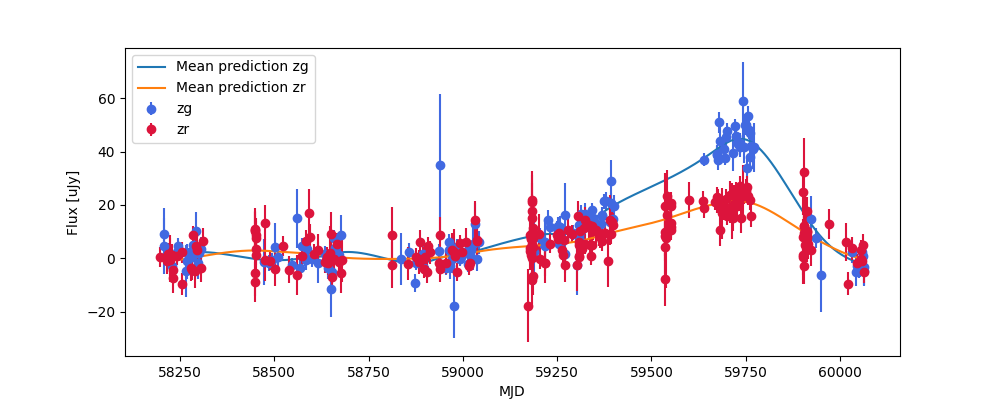 Mean prediction zg
Mean prediction zr
zg
zr
60
40
20
0
−20
Flux [uJy]
58250 58500 58750 59000 59250 59500 59750 60000
MJD